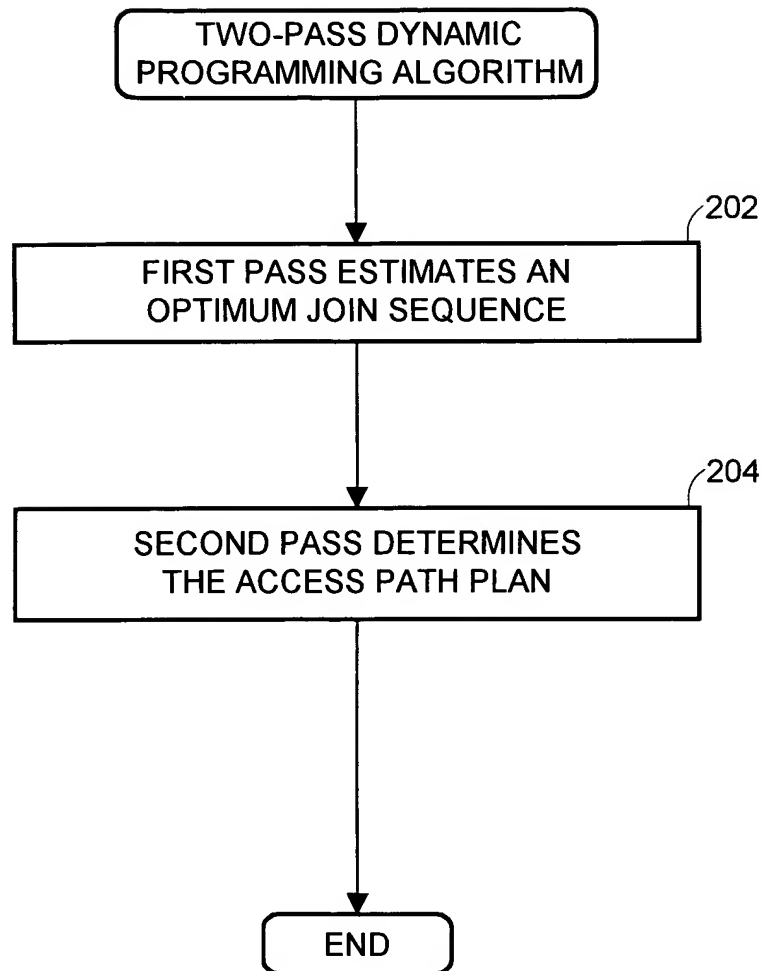 TWO-PASS DYNAMIC
PROGRAMMING ALGORITHM
202
FIRST PASS ESTIMATES AN
OPTIMUM JOIN SEQUENCE
204
SECOND PASS DETERMINES
THE ACCESS PATH PLAN
END